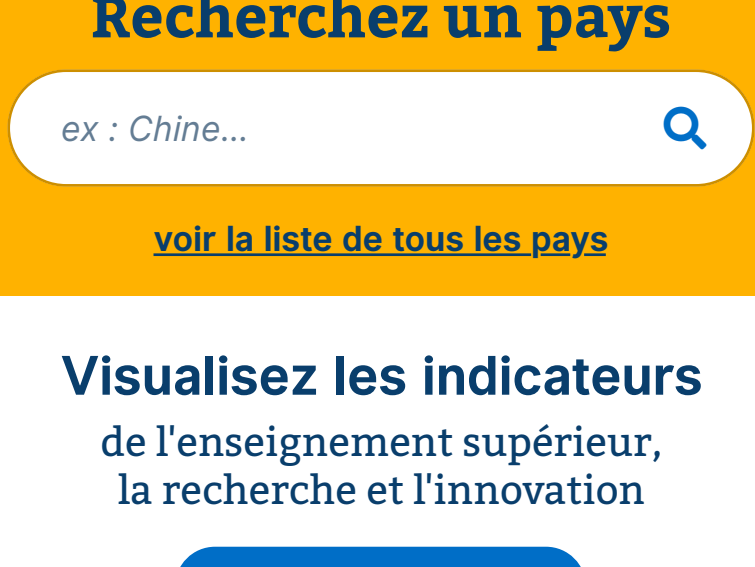 Recherchez un pays
ex : Chine...
voir la liste de tous les pays
Visualisez les indicateurs
de l'enseignement supérieur,
la recherche et l'innovation